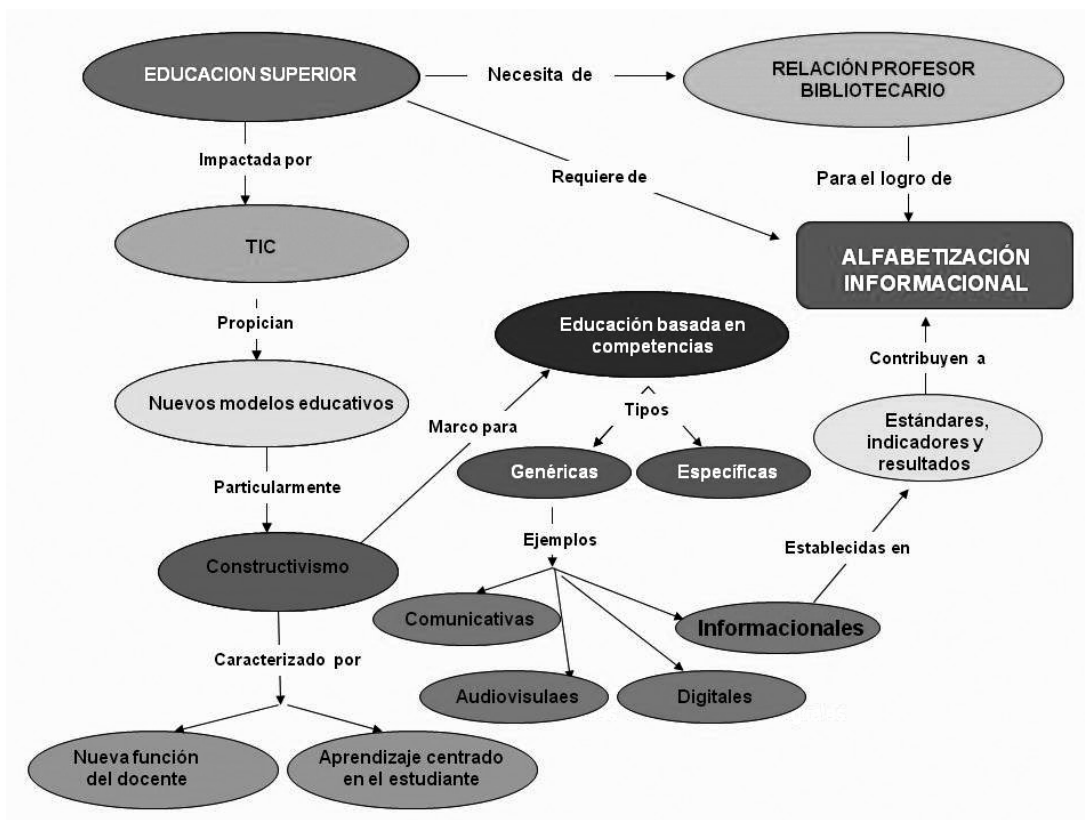 EDUCACION SUPERIOR
Necesita de
RELACIÓN PROFESOR
BIBLIOTECARIO
Impactada por
Requiere de
Para el logro de
TIC
ALFABETIZACIÓN
INFORMACIONAL
Propician
Educación basada en
competencias
Contribuyen a
Nuevos modelos educativos
Marco para
Tipos
Estándares,
indicadores y
resultados
Genéricas
Específicas
Particularmente
Ejemplos
Establecidas en
Constructivismo
Comunicativas
Informacionales
Caracterizado por
Audiovisulaes
Digitales
Nueva función
del docente
Aprendizaje centrado
en el estudiante